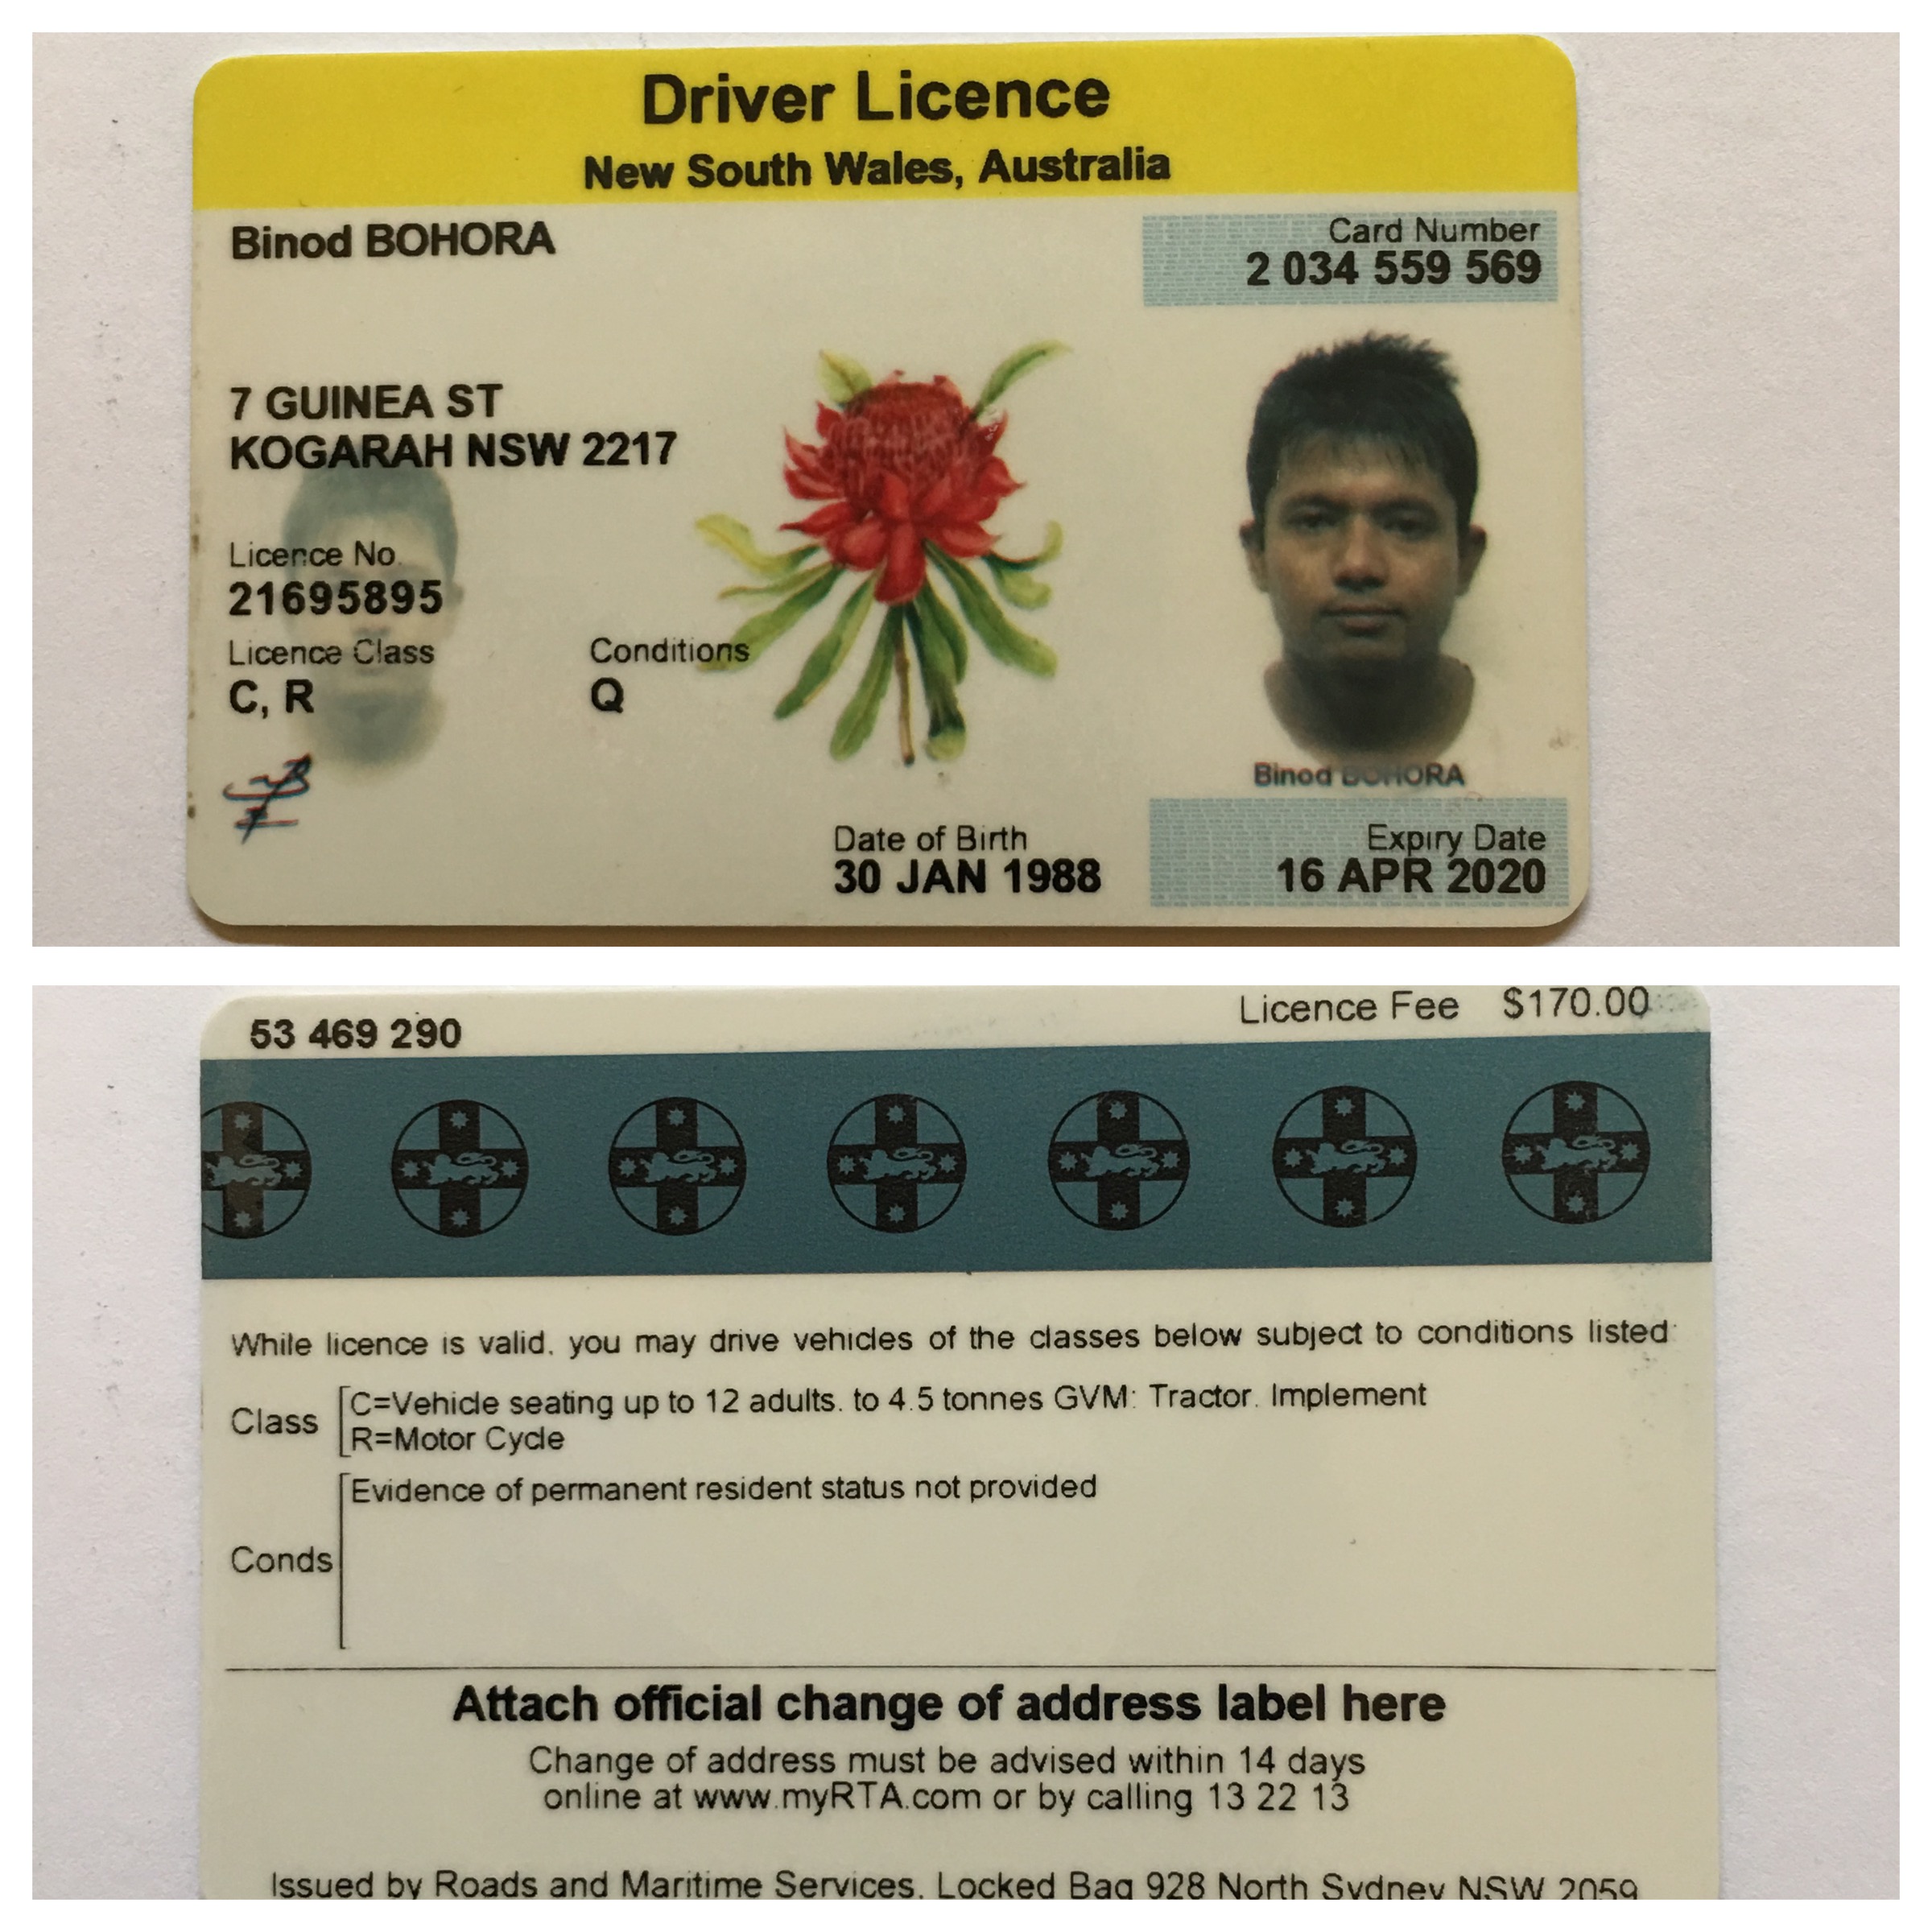 Driver Licence
New South Wales, Australia
Binod BOHORA
Card Number
2 034 559 569
7 GUINEA ST
KOGARAH NSW 2217
Licence No.
21695895
Licence Class
Conditions
C, R
Q
Binod BOHORA
Date of Birth
30 JAN 1988
Expiry Date
16 APR 2020
53 469 290
Licence Fee $170.00
While licence is valid, you may drive vehicles of the classes below subject to conditions listed:
Class
C=Vehicle seating up to 12 adults, to 4.5 tonnes GVM: Tractor, Implement
R=Motor Cycle
Evidence of permanent resident status not provided
Conds
Attach official change of address label here
Change of address must be advised within 14 days
online at www.myRTA.com or by calling 13 22 13
Issued by Roads and Maritime Services, Locked Bag 928 North Sydney NSW 2059